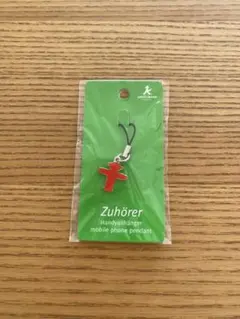 Zuhörer
Handyanhänger
mobile phone pendant